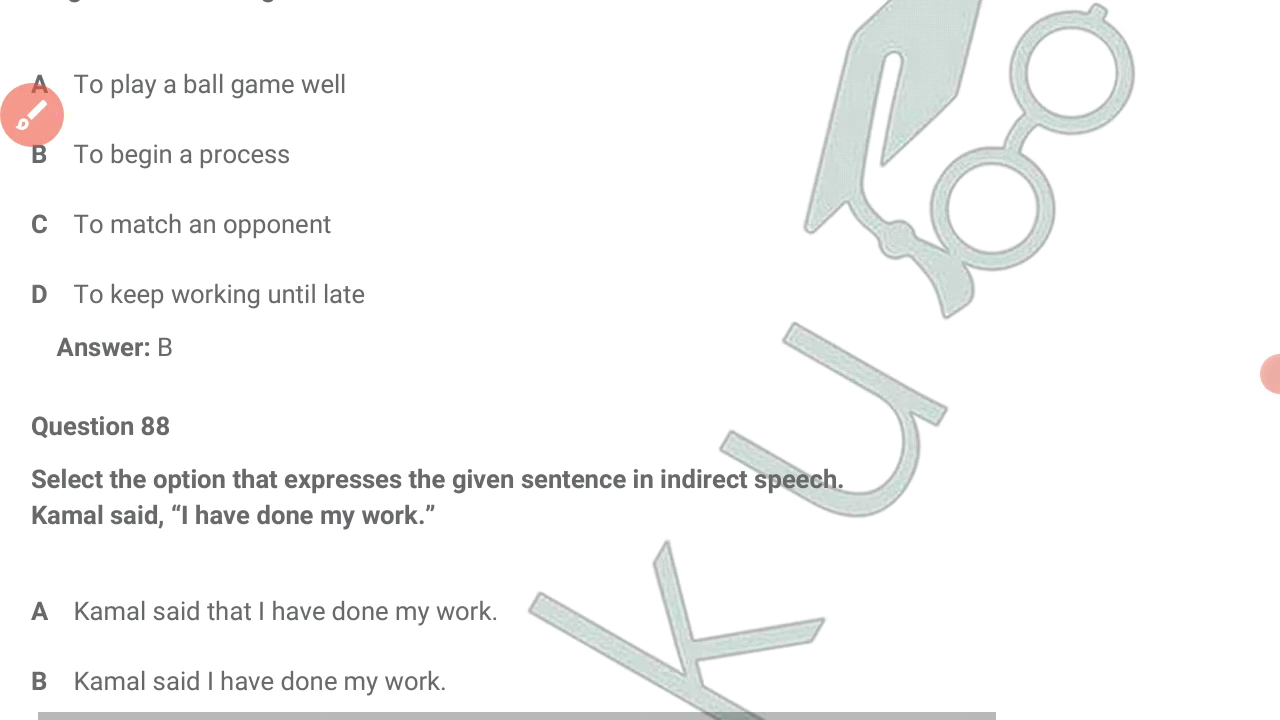 A To play a ball game well
B To begin a process
C To match an opponent
D To keep working until late
Answer: B
Question 88
Select the option that expresses the given sentence in indirect speech.
Kamal said, “I have done my work.”
A Kamal said that I have done my work.
B Kamal said I have done my work.
k u